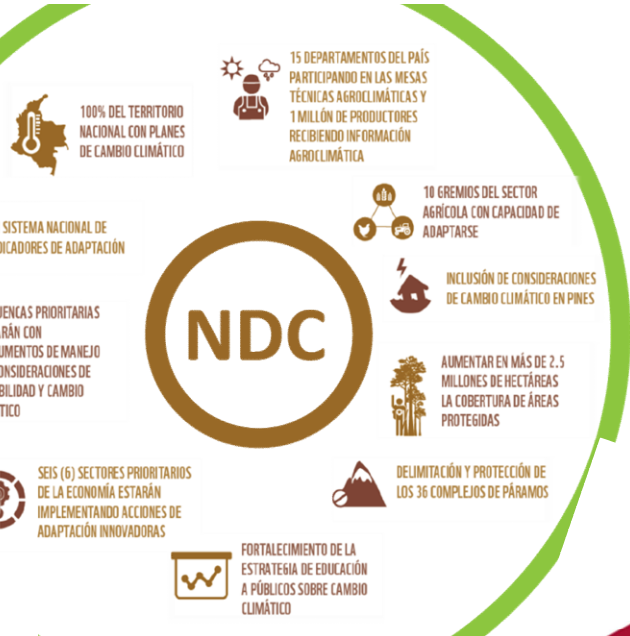 15 DEPARTAMENTOS DEL PAÍS
PARTICIPANDO EN LAS MESAS
TÉCNICAS AGROCLIMÁTICAS Y
1 MILLÓN DE PRODUCTORES
RECIBIENDO INFORMACIÓN
AGROCLIMÁTICA
100% DEL TERRITORIO
NACIONAL CON PLANES
DE CAMBIO CLIMÁTICO
10 GREMIOS DEL SECTOR
AGRÍCOLA CON CAPACIDAD DE
ADAPTARSE
SISTEMA NACIONAL DE
DICADORES DE ADAPTACIÓN
INCLUSIÓN DE CONSIDERACIONES
DE CAMBIO CLIMÁTICO EN PINES
NDC
UENCAS PRIORITARIAS
ARÁN CON
UMENTOS DE MANEJO
ONSIDERACIONES DE
BILIDAD Y CAMBIO
TICO
AUMENTAR EN MÁS DE 2.5
MILLONES DE HECTÁREAS
LA COBERTURA DE ÁREAS
PROTEGIDAS
SEIS (6) SECTORES PRIORITARIOS
DE LA ECONOMÍA ESTARÁN
IMPLEMENTANDO ACCIONES DE
ADAPTACIÓN INNOVADORAS
DELIMITACIÓN Y PROTECCIÓN DE
LOS 36 COMPLEJOS DE PÁRAMOS
FORTALECIMIENTO DE LA
ESTRATEGIA DE EDUCACIÓN
A PÚBLICOS SOBRE CAMBIO
CLIMÁTICO